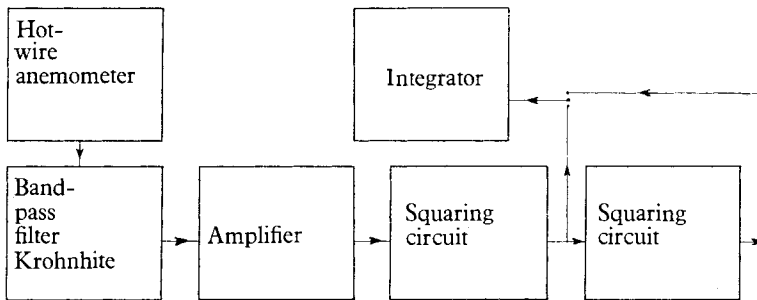 Hot-
wire
anemometer
Integrator
Band-
pass
filter
Krohnhite
Amplifier
Squaring
circuit
Squaring
circuit